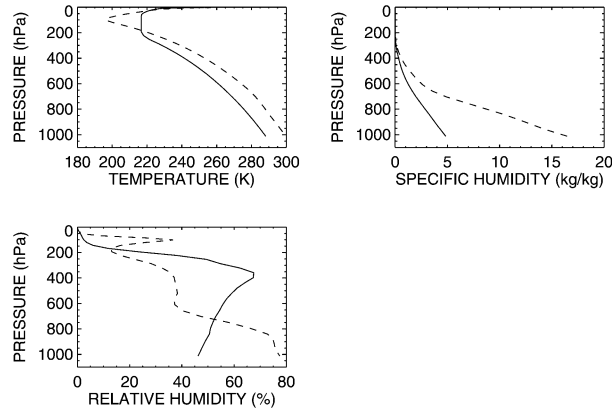 PRESSURE (hPa)
0
200
400
600
800
1000
180 200 220 240 260 280 300
TEMPERATURE (K)
PRESSURE (hPa)
0
200
400
600
800
1000
0 5 10 15 20
SPECIFIC HUMIDITY (kg/kg)
PRESSURE (hPa)
0
200
400
600
800
1000
0 20 40 60 80
RELATIVE HUMIDITY (%)